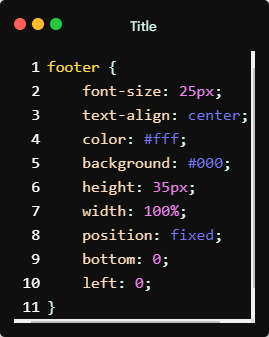 Title
1 footer {
2     font-size: 25px;
3     text-align: center;
4     color: #fff;
5     background: #000;
6     height: 35px;
7     width: 100%;
8     position: fixed;
9     bottom: 0;
10     left: 0;
11 }